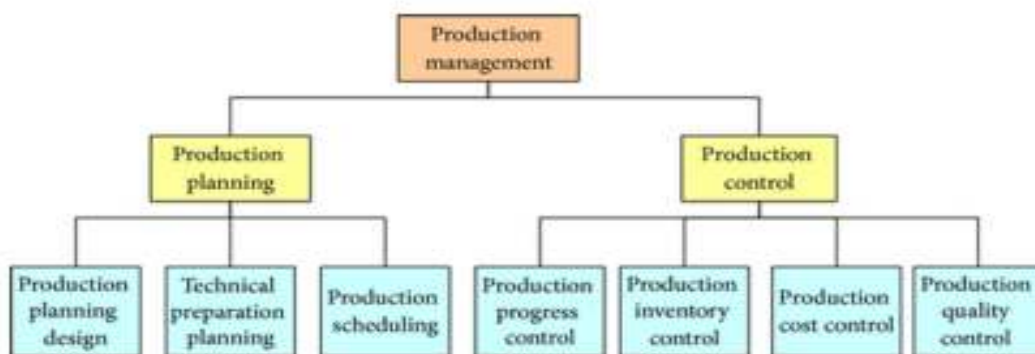 Production
management
Production
planning
Production
control
Production
planning
design
Technical
preparation
planning
Production
scheduling
Production
progress
control
Production
inventory
control
Production
cost control
Production
quality
control